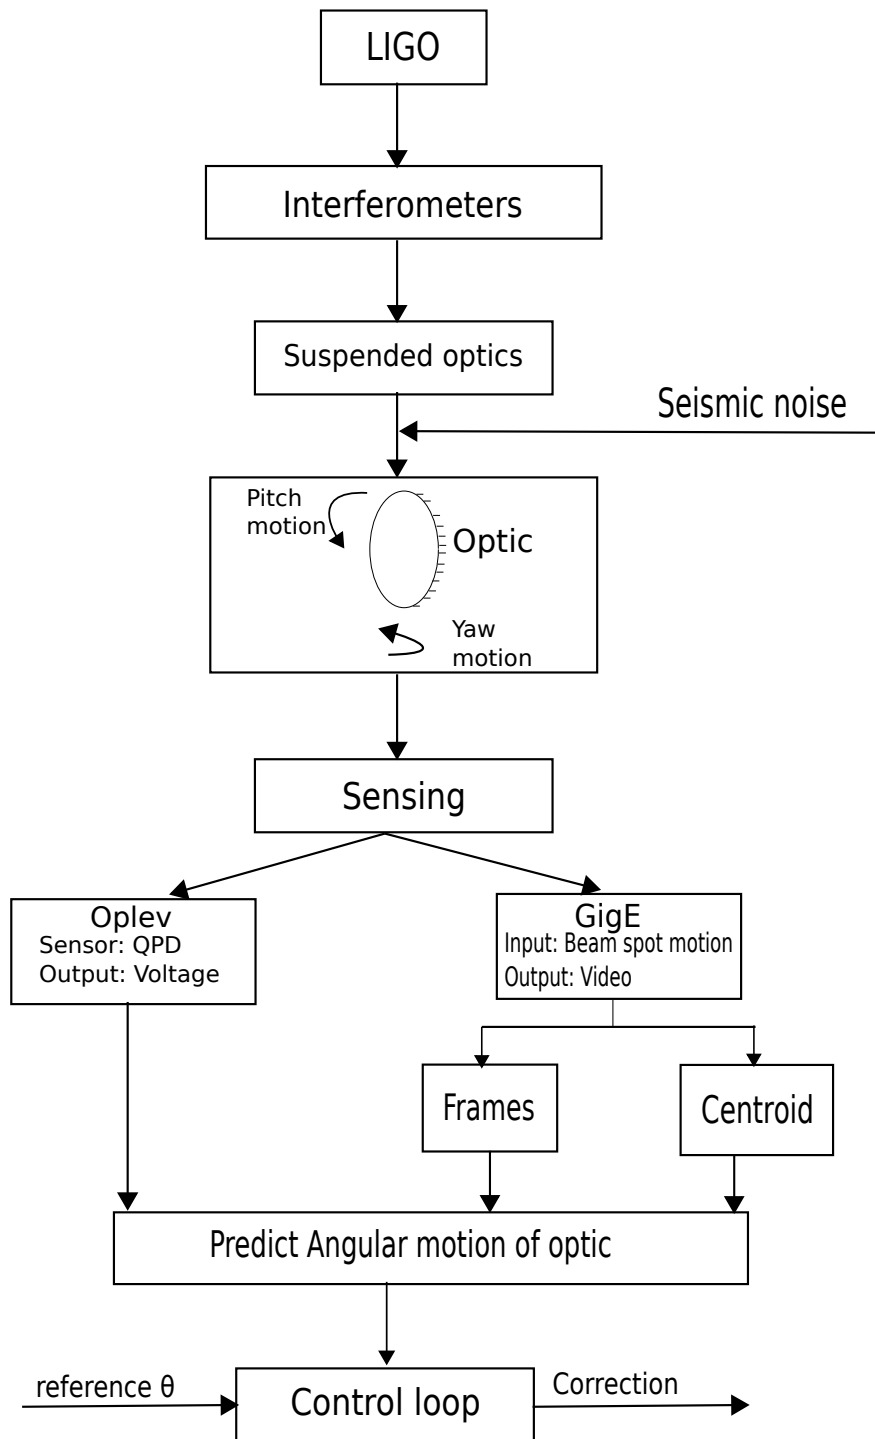 LIGO
Interferometers
Suspended optics
Seismic noise
Pitch
motion
Optic
Yaw
motion
Sensing
Oplev
Sensor: QPD
Output: Voltage
GigE
Input: Beam spot motion
Output: Video
Frames
Centroid
Predict Angular motion of optic
reference θ
Control loop
Correction